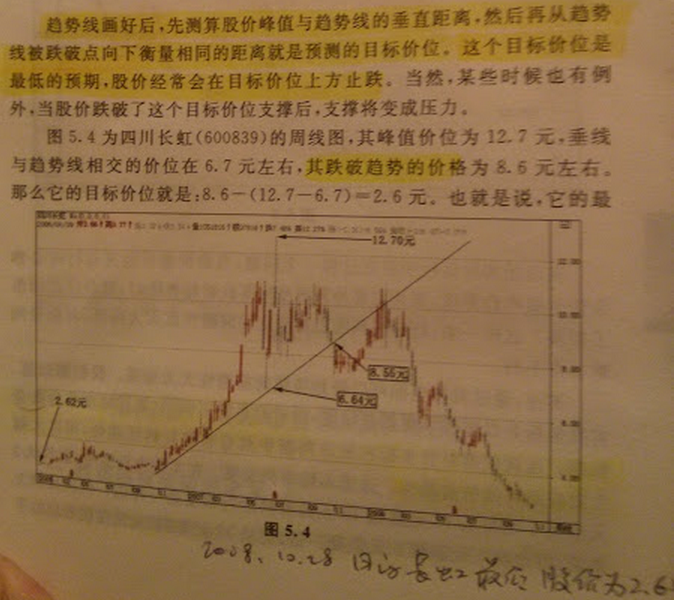 趋势线画好后,先测算股价峰值与趋势线的垂直距离,然后再从趋势
线被跌破点向下衡量相同的距离就是预测的目标价位。这个目标价位是
最低的预期,股价经常会在目标价位上方止跌。当然,某些时候也有例
外,当股价跌破了这个目标价位支撑后,支撑将变成压力。
图5.4为四川长虹(600839)的周线图,其峰值价位为12.7元,垂线
与趋势线相交的价位在6.7元左右,其跌破趋势的价格为8.6元左右。
那么它的目标价位就是:8.6-(12.7-6.7)=2.6元。也就是说,它的最
12.70元
8.55元
6.64元
2.62元
图5.4
2008.10.28 四川长虹最低股价为2.6